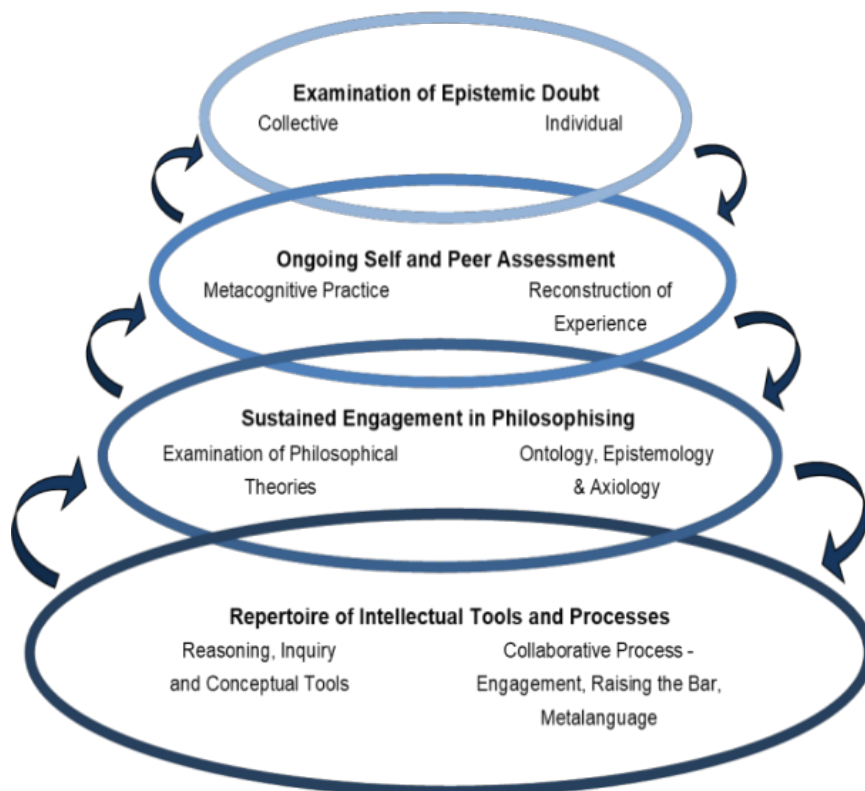 Examination of Epistemic Doubt
Collective
Individual
Ongoing Self and Peer Assessment
Metacognitive Practice
Reconstruction of
Experience
Sustained Engagement in Philosophising
Examination of Philosophical
Theories
Ontology, Epistemology
& Axiology
Repertoire of Intellectual Tools and Processes
Reasoning, Inquiry
and Conceptual Tools
Collaborative Process -
Engagement, Raising the Bar,
Metalanguage